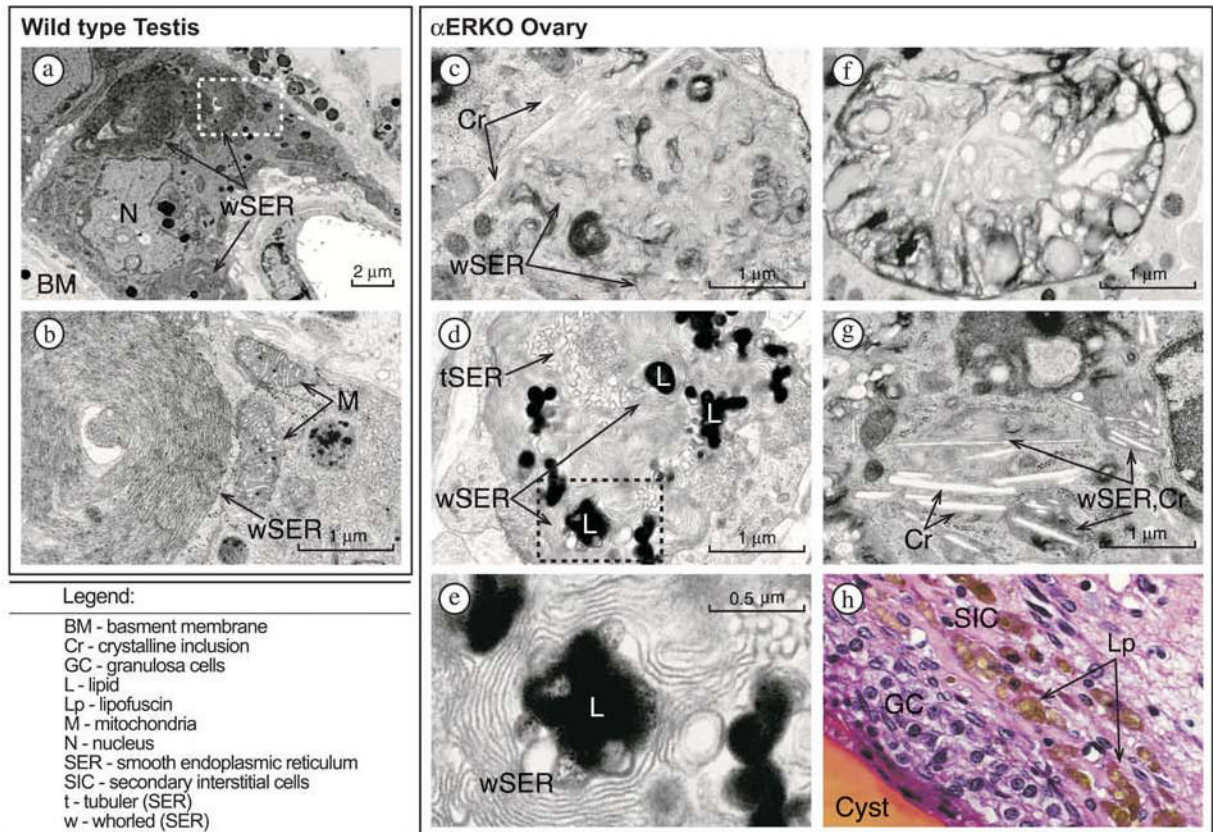 Wild type Testis
a
N
wSER
BM
2 µm
b
M
wSER
1 µm
Legend:
BM - basment membrane
Cr - crystalline inclusion
GC - granulosa cells
L - lipid
Lp - lipofuscin
M - mitochondria
N - nucleus
SER - smooth endoplasmic reticulum
SIC - secondary interstitial cells
t - tubuler (SER)
w - whorled (SER)
αERKO Ovary
c
Cr
wSER
1 µm
d
tSER
L
L
wSER
L
1 µm
e
0.5 µm
L
wSER
f
1 µm
g
wSER,Cr
Cr
1 µm
h
SIC
Lp
GC
Cyst